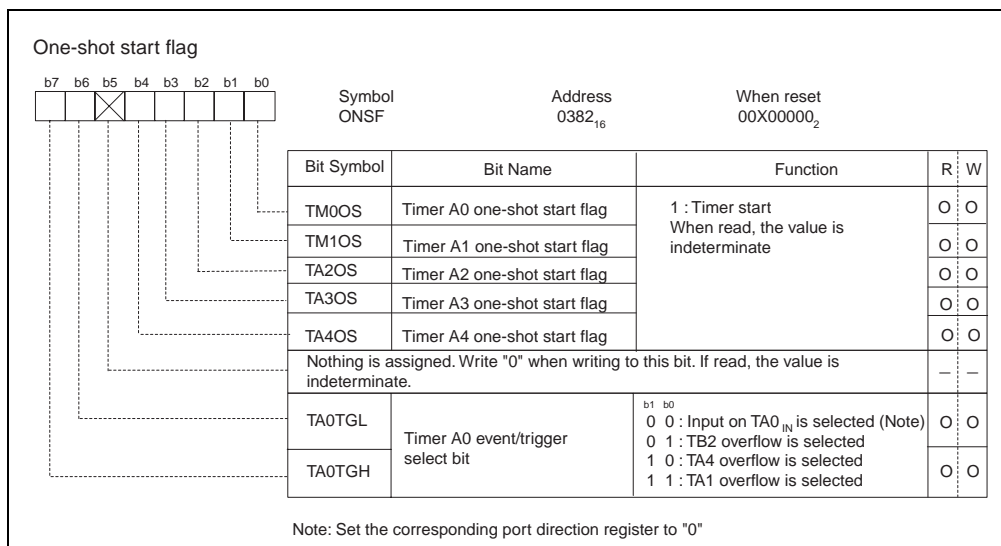 One-shot start flag
b7 b6 b5 b4 b3 b2 b1 b0
Symbol Address When reset
ONSF 0382₁₆ 00X00000₂
Bit Symbol Bit Name Function R W
TM0OS Timer A0 one-shot start flag 1 : Timer start O O
When read, the value is
TM1OS Timer A1 one-shot start flag indeterminate O O
TA2OS Timer A2 one-shot start flag O O
TA3OS Timer A3 one-shot start flag O O
TA4OS Timer A4 one-shot start flag O O
Nothing is assigned. Write "0" when writing to this bit. If read, the value is
indeterminate. – –
b1 b0
TA0TGL 0 0 : Input on TA0 IN is selected (Note) O O
Timer A0 event/trigger 0 1 : TB2 overflow is selected
select bit 1 0 : TA4 overflow is selected
TA0TGH 1 1 : TA1 overflow is selected O O
Note: Set the corresponding port direction register to "0"